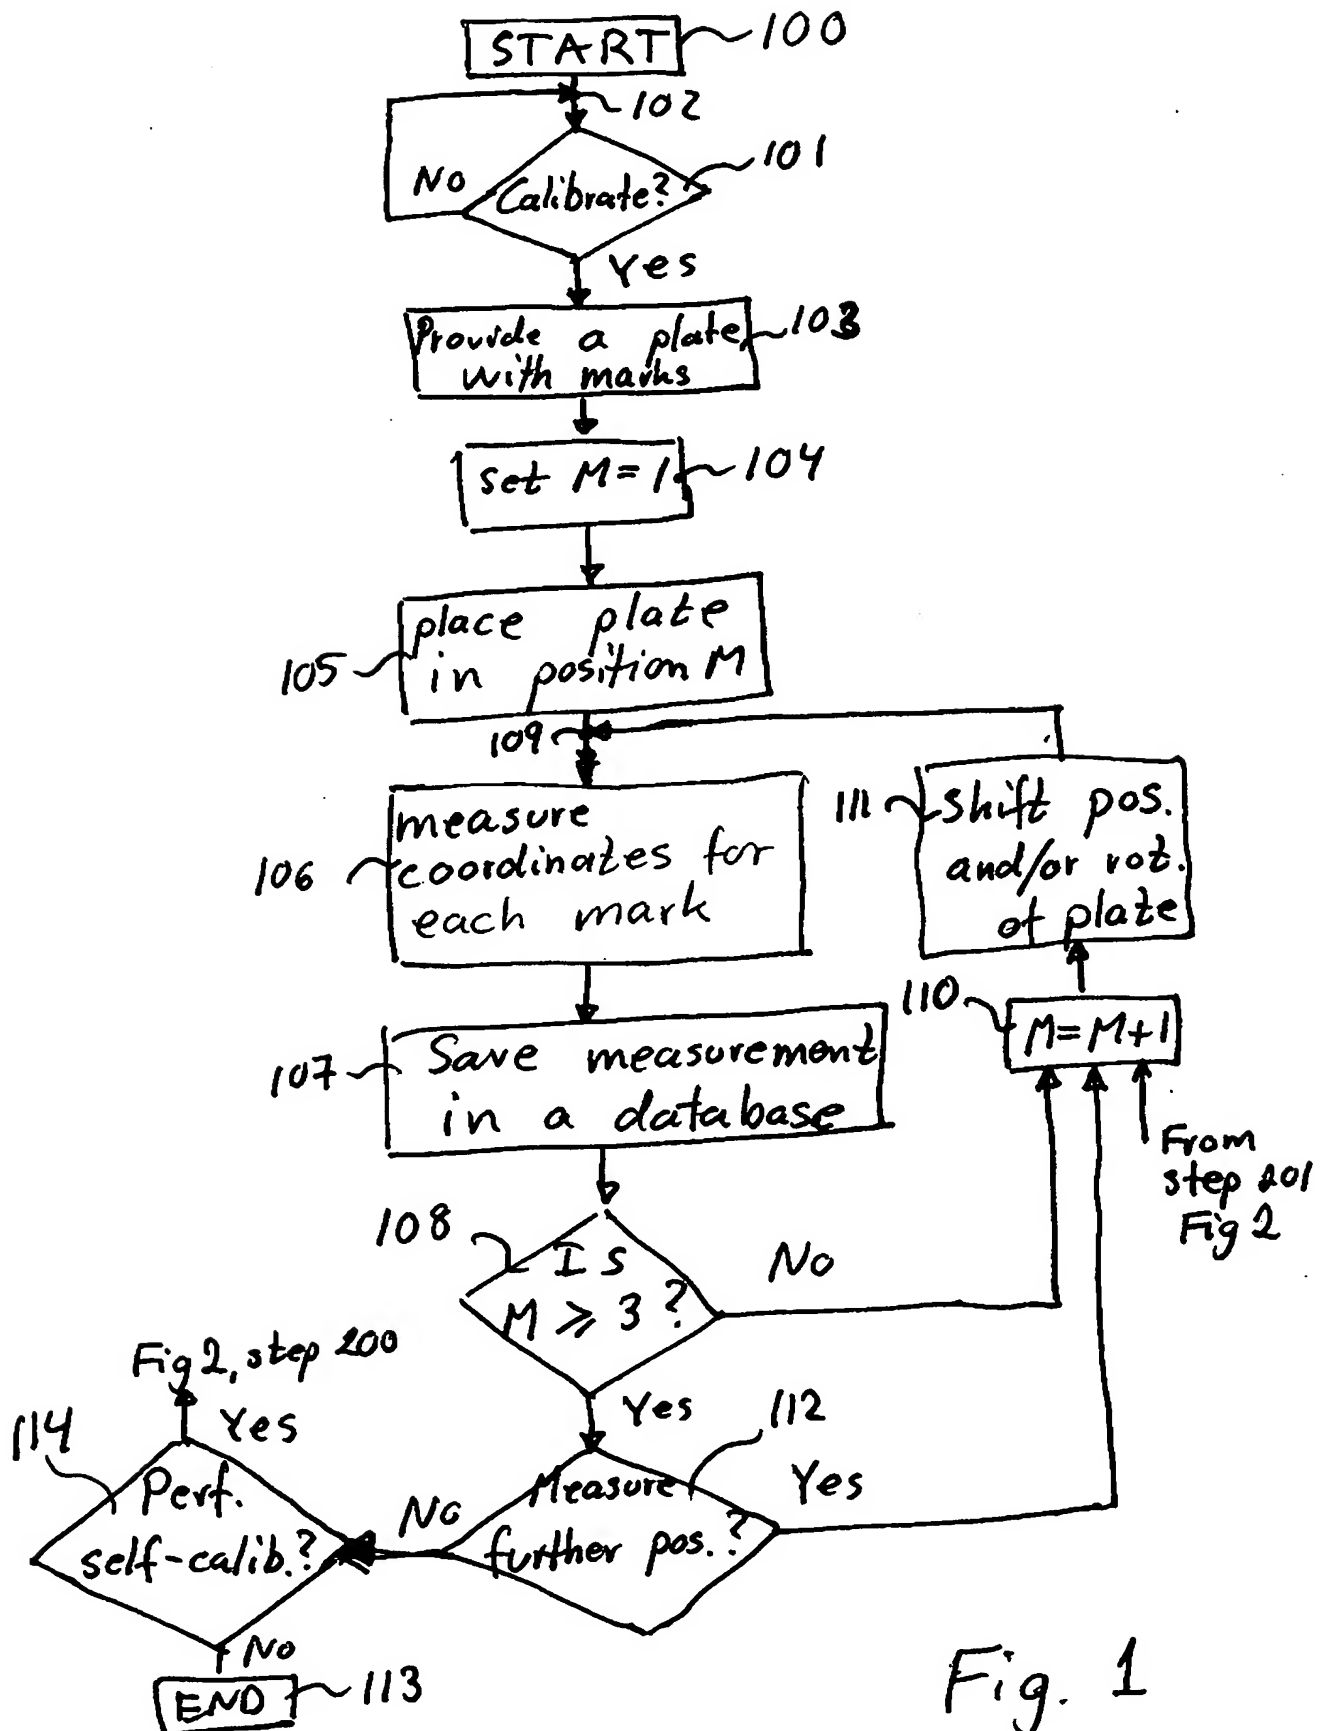 START
100
102
No
Calibrate?
101
Yes
Provide a plate,
with marks
103
set M=1
104
place plate
in position M
105
109
measure
coordinates for
each mark
106
111
shift pos.
and/or rot.
of plate
110
M=M+1
Save measurement
in a database
107
From
step 201
Fig 2
108
Is
M ≥ 3 ?
No
Yes
Fig 2, step 200
114
Yes
Perf.
self-calib.?
No
Measure
further pos.?
112
Yes
No
END
113
Fig. 1